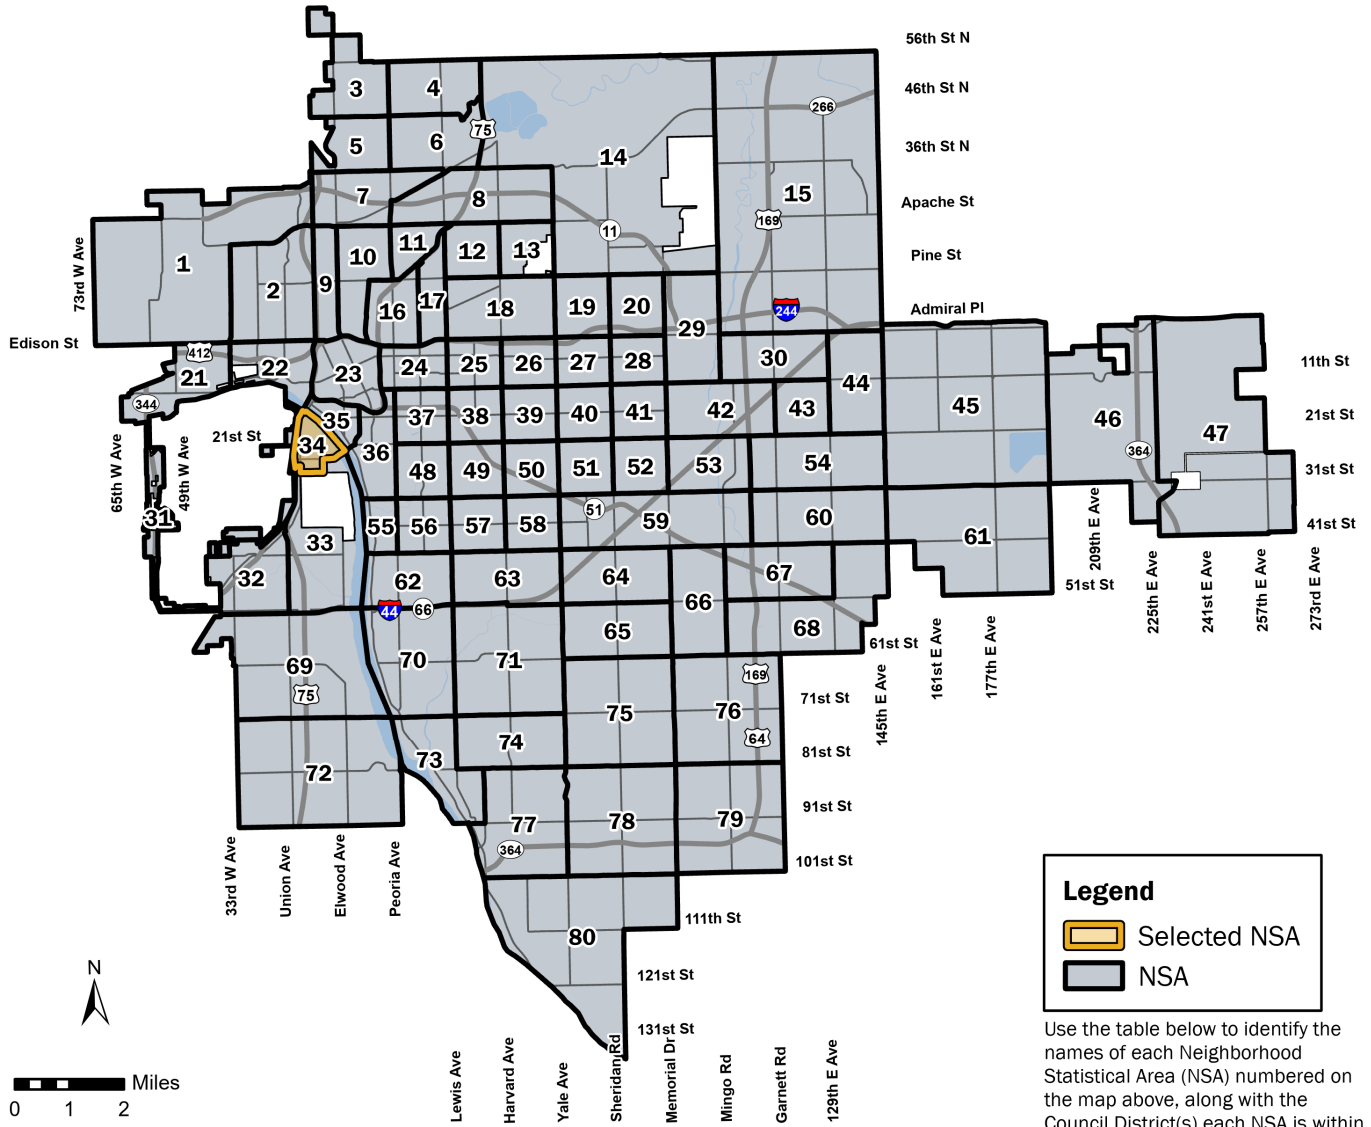 56th St N
46th St N
36th St N
Apache St
Pine St
Admiral Pl
Edison St
11th St
21st St
31st St
41st St
51st St
61st St
71st St
81st St
91st St
101st St
111th St
121st St
131st St
21st St
73rd W Ave
65th W Ave
49th W Ave
33rd W Ave
Union Ave
Elwood Ave
Peoria Ave
Lewis Ave
Harvard Ave
Yale Ave
Sheridan Rd
Memorial Dr
Mingo Rd
Garnett Rd
129th E Ave
145th E Ave
161st E Ave
177th E Ave
209th E Ave
225th E Ave
241st E Ave
257th E Ave
273rd E Ave
1
2
3
4
5
6
7
8
9
10
11
12
13
14
15
16
17
18
19
20
21
22
23
24
25
26
27
28
29
30
31
32
33
34
35
36
37
38
39
40
41
42
43
44
45
46
47
48
49
50
51
52
53
54
55
56
57
58
59
60
61
62
63
64
65
66
67
68
69
70
71
72
73
74
75
76
77
78
79
80
75
266
169
11
244
412
344
364
51
44
66
75
169
64
364
N
Miles
0 1 2
Legend
Selected NSA
NSA
Use the table below to identify the
names of each Neighborhood
Statistical Area (NSA) numbered on
the map above, along with the
Council District(s) each NSA is within